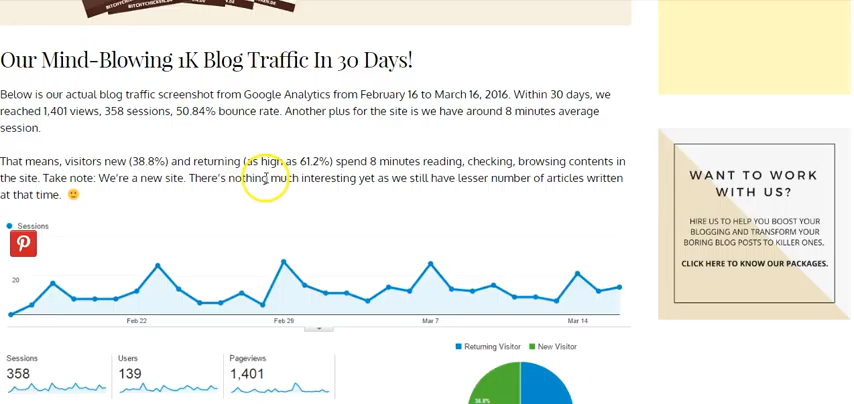 BITCHYCHICKEN.DE
Our Mind-Blowing 1K Blog Traffic In 30 Days!
Below is our actual blog traffic screenshot from Google Analytics from February 16 to March 16, 2016. Within 30 days, we
reached 1,401 views, 358 sessions, 50.84% bounce rate. Another plus for the site is we have around 8 minutes average
session.
That means, visitors new (38.8%) and returning (as high as 61.2%) spend 8 minutes reading, checking, browsing contents in
the site. Take note: We're a new site. There's nothing much interesting yet as we still have lesser number of articles written
at that time.
Sessions
20
Feb 22 Feb 29 Mar 7 Mar 14
Sessions Users Pageviews
358 139 1,401
Returning Visitor New Visitor
38.8%
WANT TO WORK
WITH US?
HIRE US TO HELP YOU BOOST YOUR
BLOGGING AND TRANSFORM YOUR
BORING BLOG POSTS TO KILLER ONES.
CLICK HERE TO KNOW OUR PACKAGES.